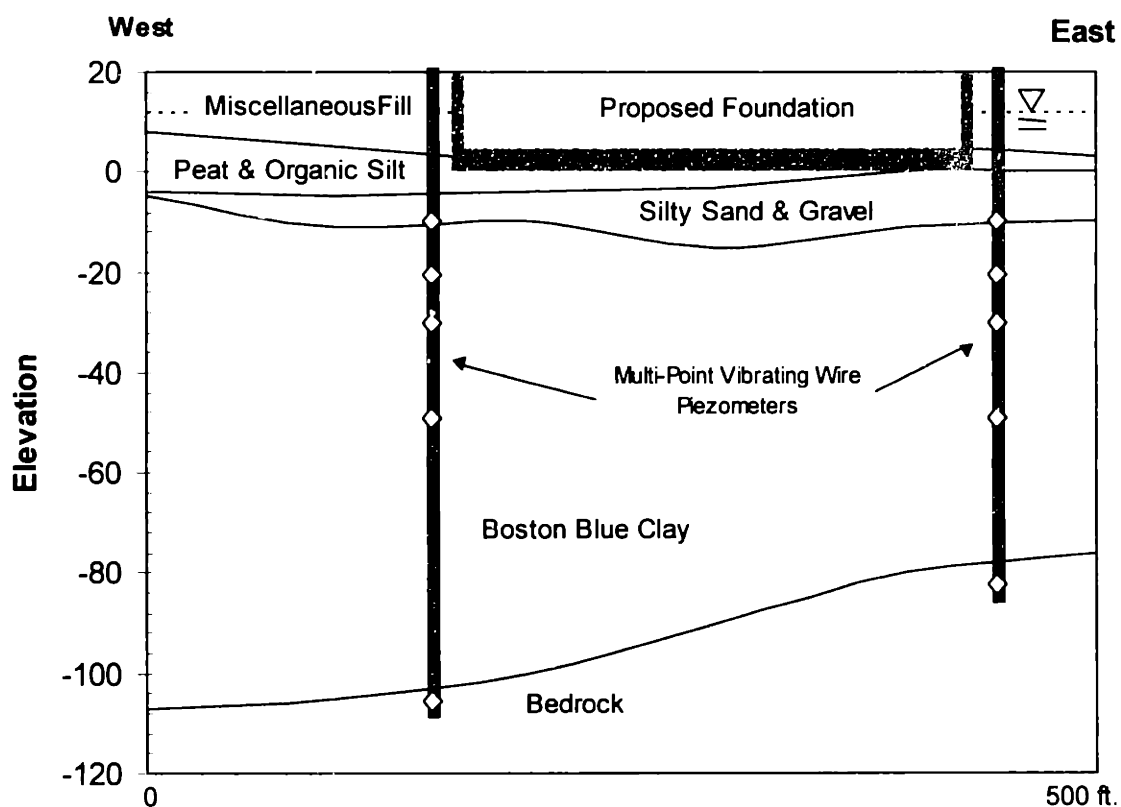 West
East
20
MiscellaneousFill
Proposed Foundation
0
Peat & Organic Silt
Silty Sand & Gravel
-20
-40
Multi-Point Vibrating Wire
Piezometers
Elevation
-60
Boston Blue Clay
-80
-100
Bedrock
-120
0
500 ft.